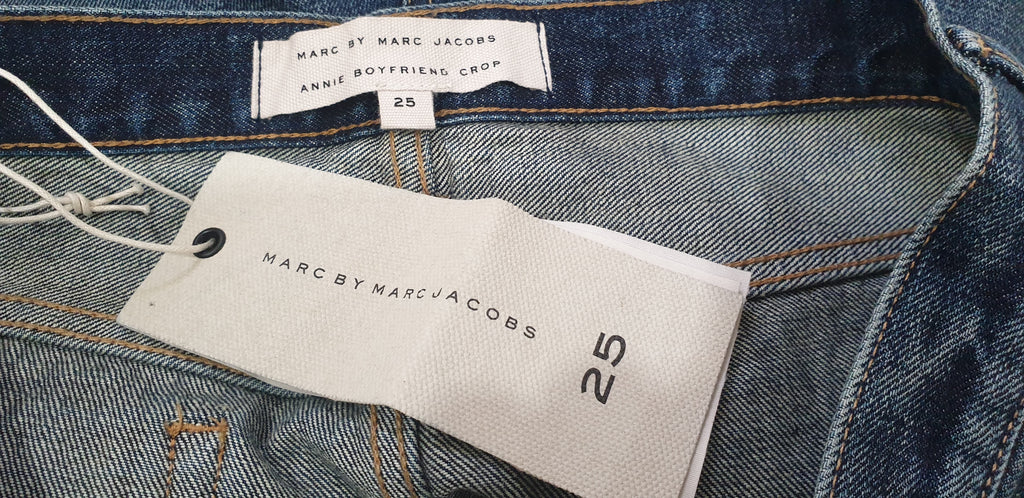 MARC BY MARC JACOBS
ANNIE BOYFRIEND CROP
25
MARC BY MARC JACOBS
25